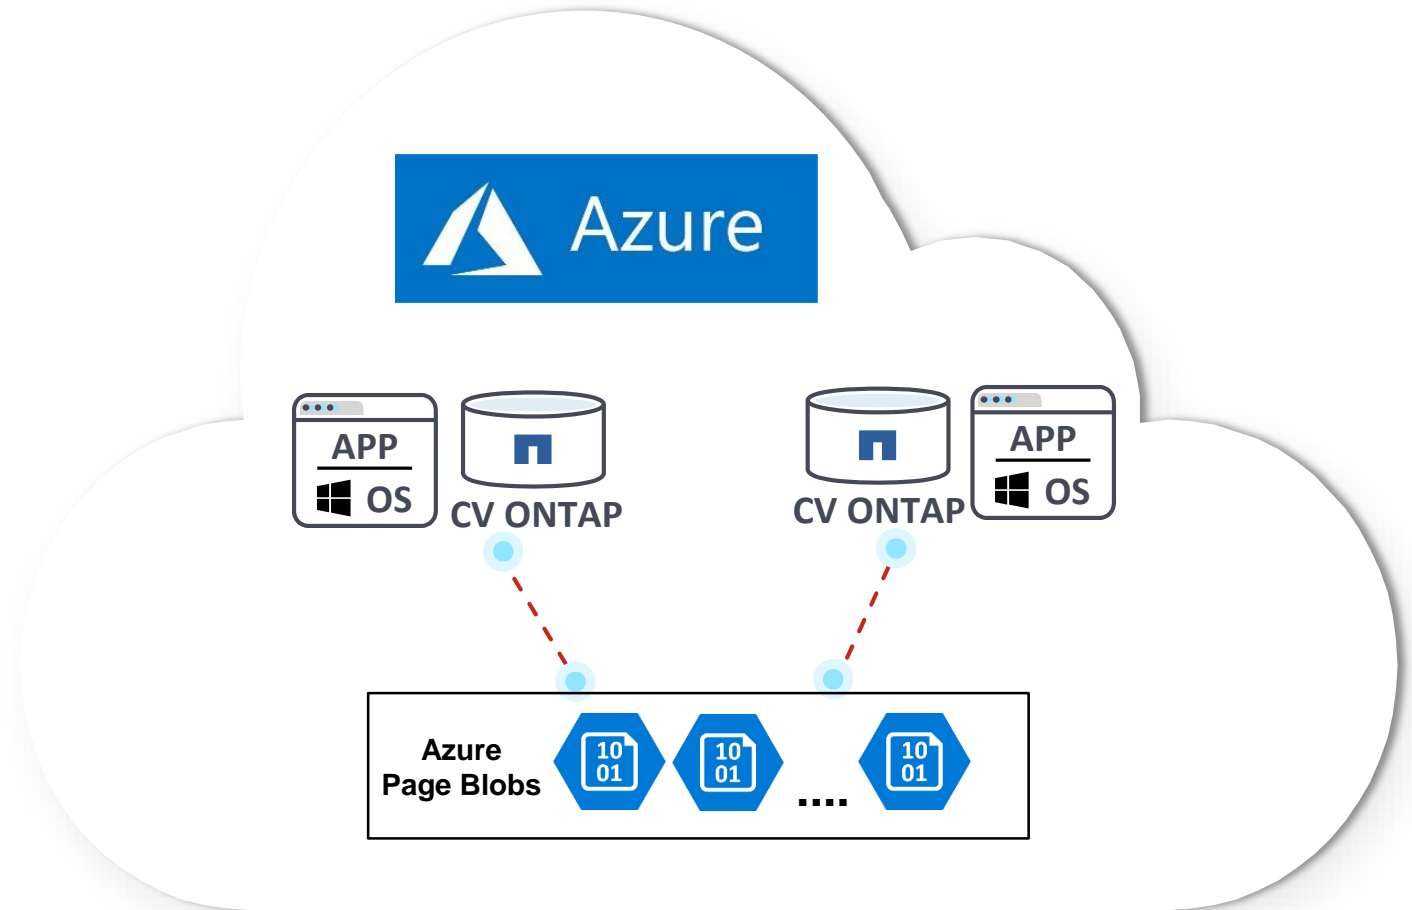 Azure
APP
OS
CV ONTAP
CV ONTAP
APP
OS
Azure
Page Blobs
10
01
10
01
....
10
01